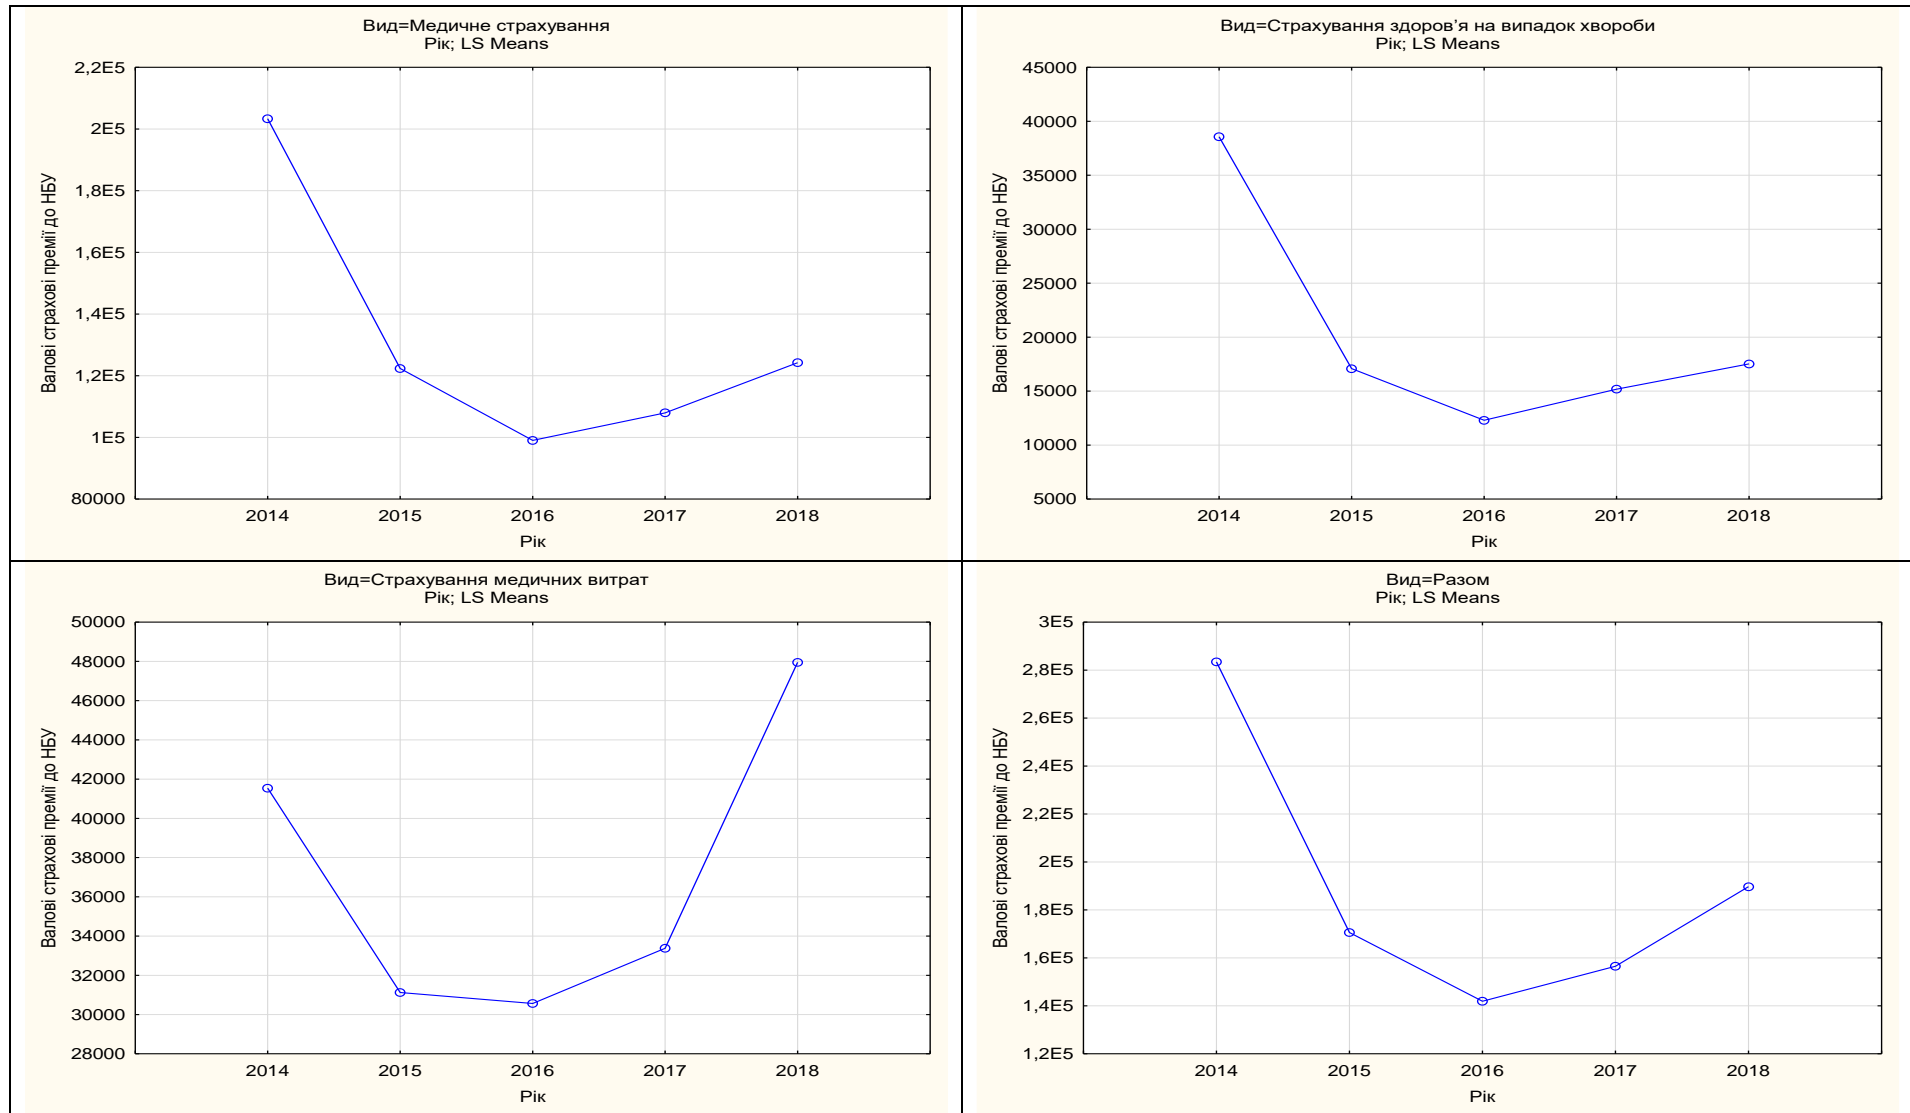 Вид=Медичне страхування
Рік; LS Means
2,2E5
2E5
1,8E5
1,6E5
1,4E5
1,2E5
1E5
80000
Валові страхові премії до НБУ
2014 2015 2016 2017 2018
Рік
Вид=Страхування здоров’я на випадок хвороби
Рік; LS Means
45000
40000
35000
30000
25000
20000
15000
10000
5000
Валові страхові премії до НБУ
2014 2015 2016 2017 2018
Рік
Вид=Страхування медичних витрат
Рік; LS Means
50000
48000
46000
44000
42000
40000
38000
36000
34000
32000
30000
28000
Валові страхові премії до НБУ
2014 2015 2016 2017 2018
Рік
Вид=Разом
Рік; LS Means
3E5
2,8E5
2,6E5
2,4E5
2,2E5
2E5
1,8E5
1,6E5
1,4E5
1,2E5
Валові страхові премії до НБУ
2014 2015 2016 2017 2018
Рік